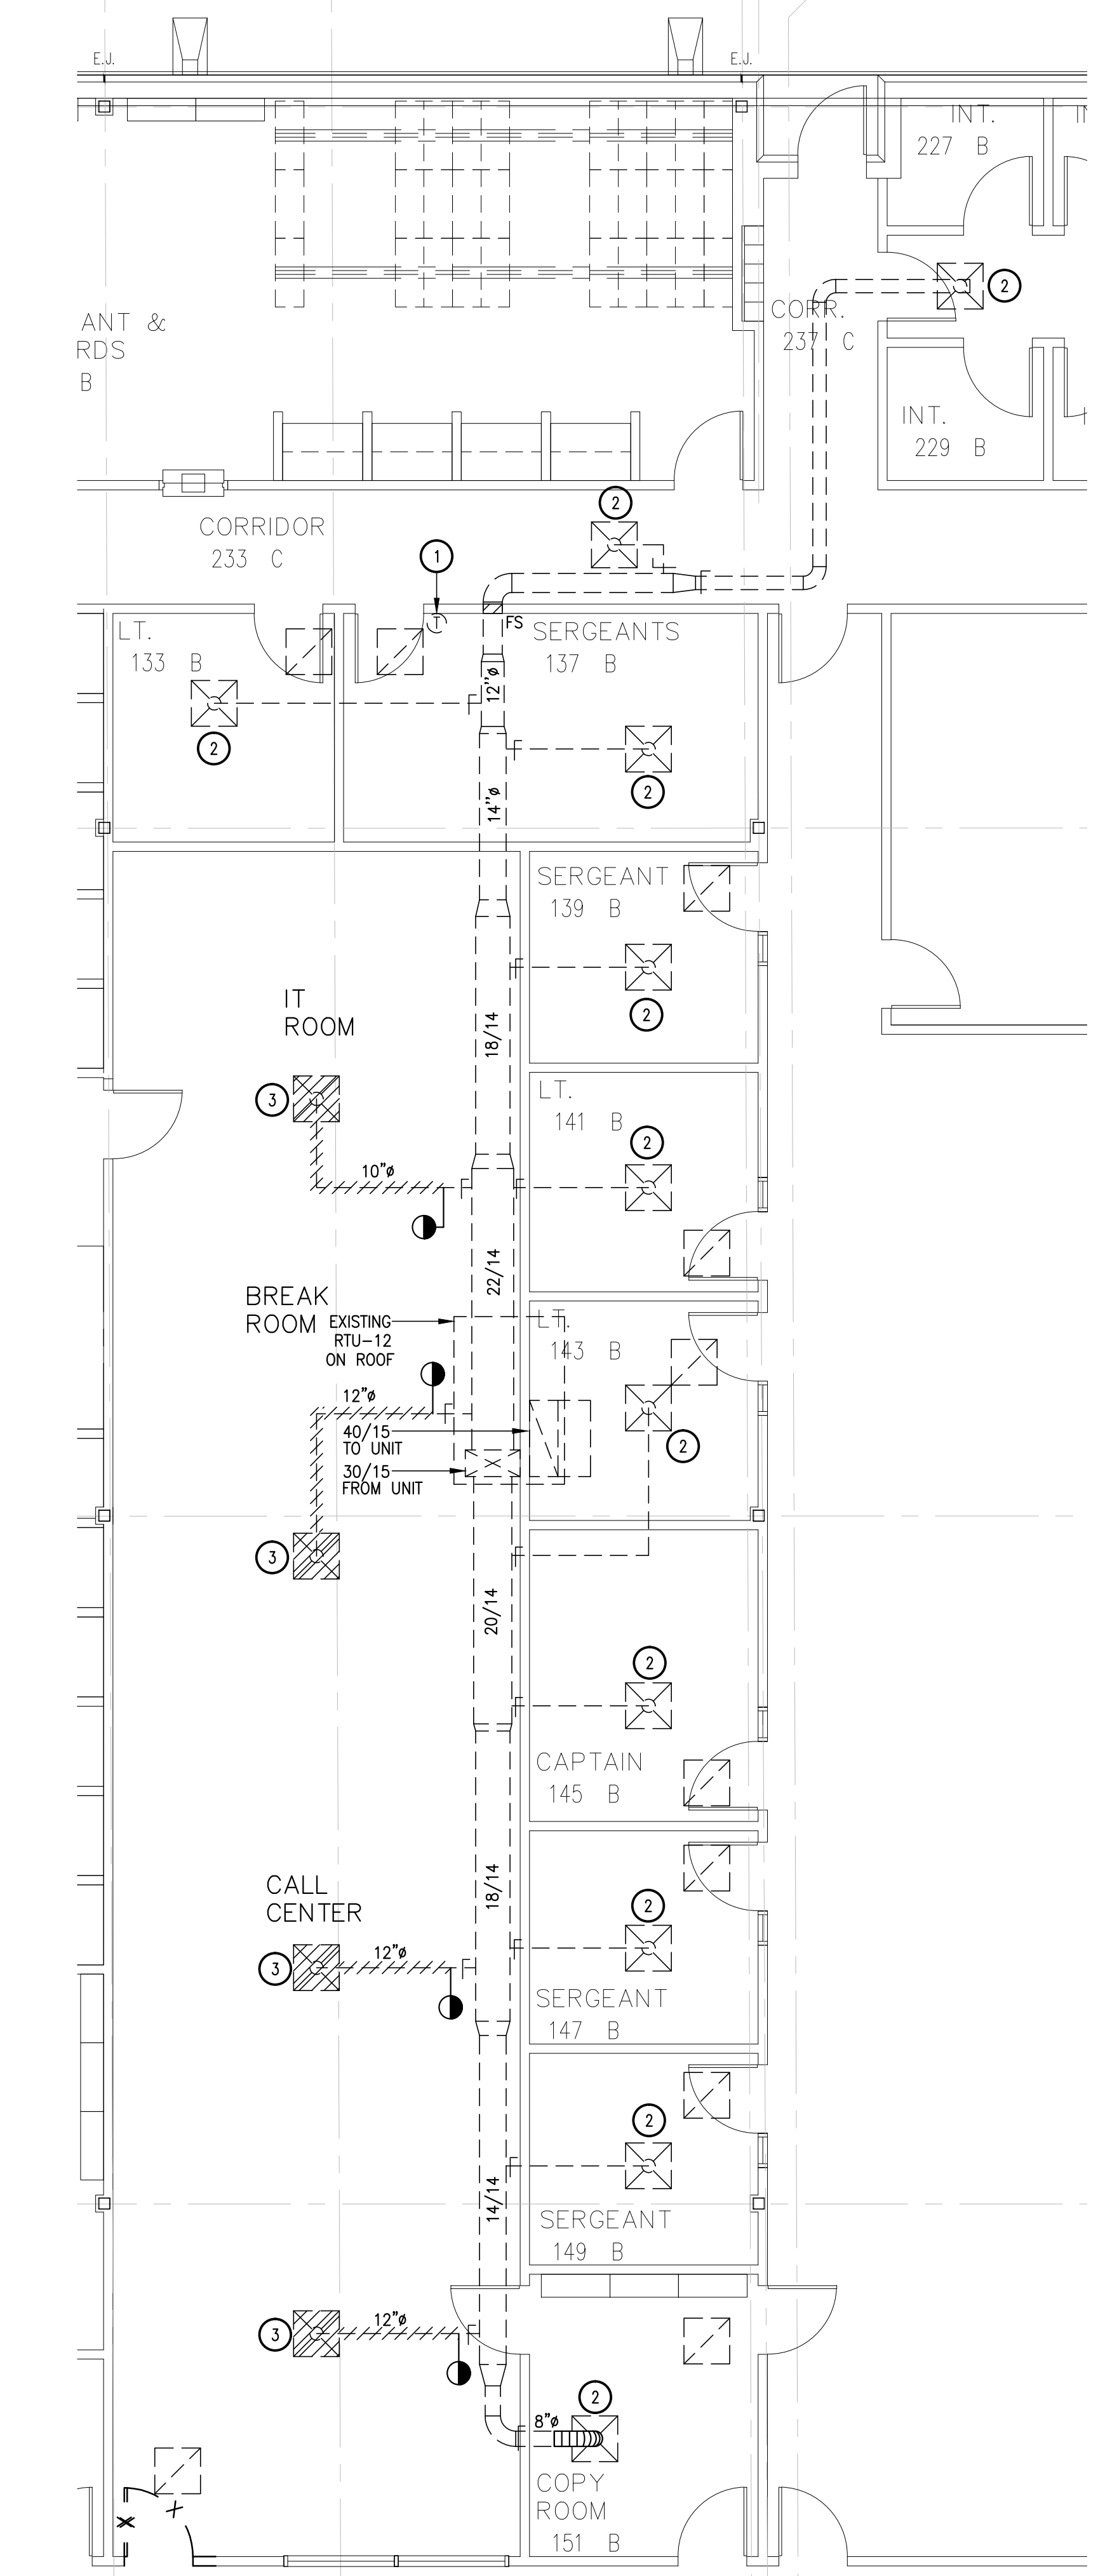 E.J.
E.J.
INT.
227 B
2
CORR.
237 C
ANT &
RDS
B
INT.
229 B
2
CORRIDOR
233 C
1
T
FS
LT.
133 B
SERGEANTS
137 B
12"ø
2
2
14"ø
SERGEANT
139 B
2
IT
ROOM
18/14
3
LT.
141 B
2
10"ø
22/14
BREAK
ROOM
EXISTING
RTU-12
ON ROOF
LT.
143 B
12"ø
40/15
TO UNIT
30/15
FROM UNIT
2
3
20/14
2
CAPTAIN
145 B
CALL
CENTER
18/14
2
12"ø
3
SERGEANT
147 B
2
14/14
SERGEANT
149 B
12"ø
3
2
8"ø
COPY
ROOM
151 B